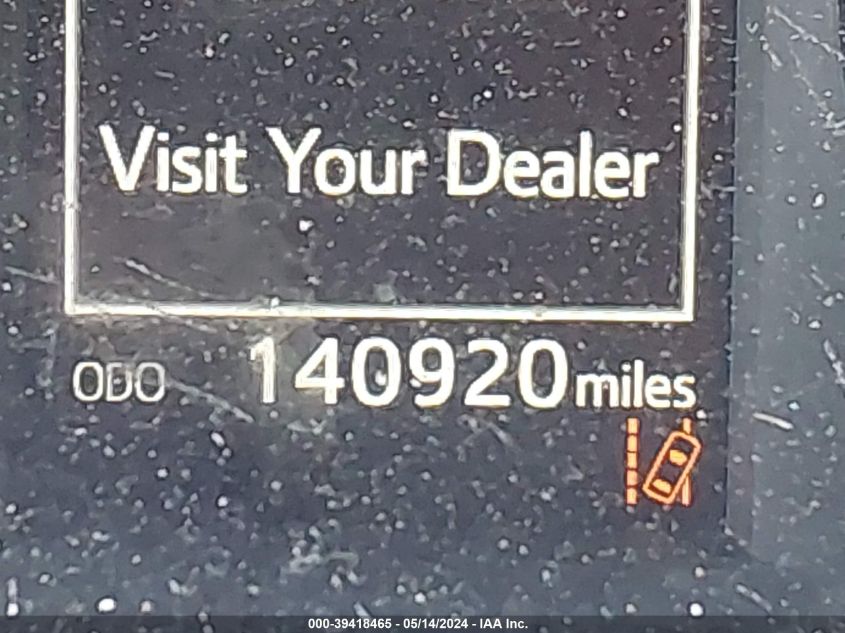 Visit Your Dealer
ODO 140920 miles
000-39418465 - 05/14/2024 - IAA Inc.